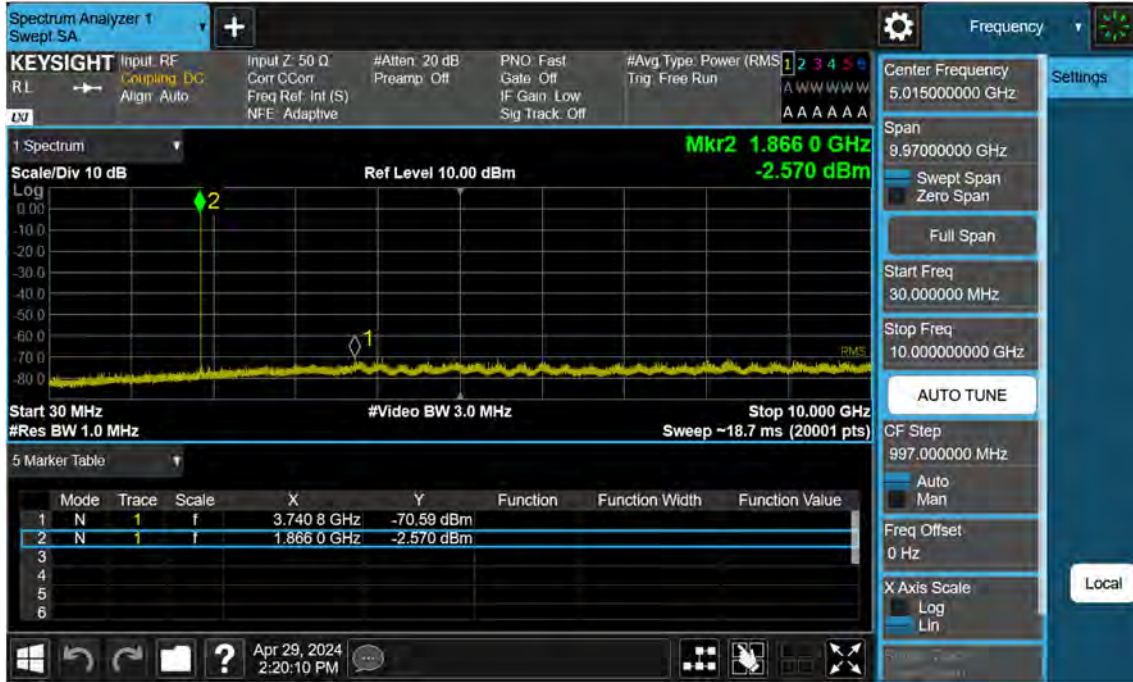 Spectrum Analyzer 1
Swept SA
+
Frequency
KEYSIGHT
RL
LXI
Input: RF
Coupling: DC
Align: Auto
Input Z: 50 Ω
Corr CCorr
Freq Ref: Int (S)
NFE: Adaptive
#Atten: 20 dB
Preamp: Off
PNO: Fast
Gate: Off
IF Gain: Low
Sig Track: Off
#Avg Type: Power (RMS
Trig: Free Run
1 2 3 4 5 6
A W W W W W
A A A A A A
1 Spectrum
Scale/Div 10 dB
Ref Level 10.00 dBm
Mkr2 1.866 0 GHz
-2.570 dBm
Log
0.00
-10.0
-20.0
-30.0
-40.0
-50.0
-60.0
-70.0
-80.0
2
1
RMS
Start 30 MHz
#Video BW 3.0 MHz
Stop 10.000 GHz
#Res BW 1.0 MHz
Sweep ~18.7 ms (20001 pts)
5 Marker Table
Mode Trace Scale X Y Function Function Width Function Value
1 N 1 f 3.740 8 GHz -70.59 dBm
2 N 1 f 1.866 0 GHz -2.570 dBm
3
4
5
6
Apr 29, 2024
2:20:10 PM
Center Frequency
5.015000000 GHz
Settings
Span
9.97000000 GHz
Swept Span
Zero Span
Full Span
Start Freq
30.000000 MHz
Stop Freq
10.000000000 GHz
AUTO TUNE
CF Step
997.000000 MHz
Auto
Man
Freq Offset
0 Hz
X Axis Scale
Log
Lin
Local